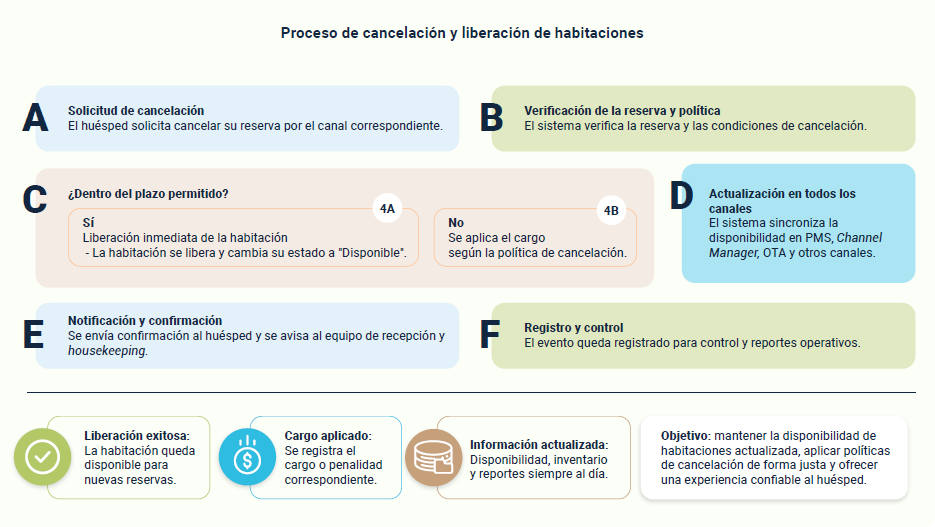 Proceso de cancelación y liberación de habitaciones
A
Solicitud de cancelación
El huésped solicita cancelar su reserva por el canal correspondiente.
B
Verificación de la reserva y política
El sistema verifica la reserva y las condiciones de cancelación.
C
¿Dentro del plazo permitido?
4A
Sí
Liberación inmediata de la habitación
- La habitación se libera y cambia su estado a "Disponible".
4B
No
Se aplica el cargo
según la política de cancelación.
D
Actualización en todos los
canales
El sistema sincroniza la
disponibilidad en PMS, Channel
Manager, OTA y otros canales.
E
Notificación y confirmación
Se envía confirmación al huésped y se avisa al equipo de recepción y
housekeeping.
F
Registro y control
El evento queda registrado para control y reportes operativos.
Liberación exitosa:
La habitación queda
disponible para
nuevas reservas.
$
Cargo aplicado:
Se registra el
cargo o penalidad
correspondiente.
Información actualizada:
Disponibilidad, inventario
y reportes siempre al día.
Objetivo: mantener la disponibilidad de
habitaciones actualizada, aplicar políticas
de cancelación de forma justa y ofrecer
una experiencia confiable al huésped.